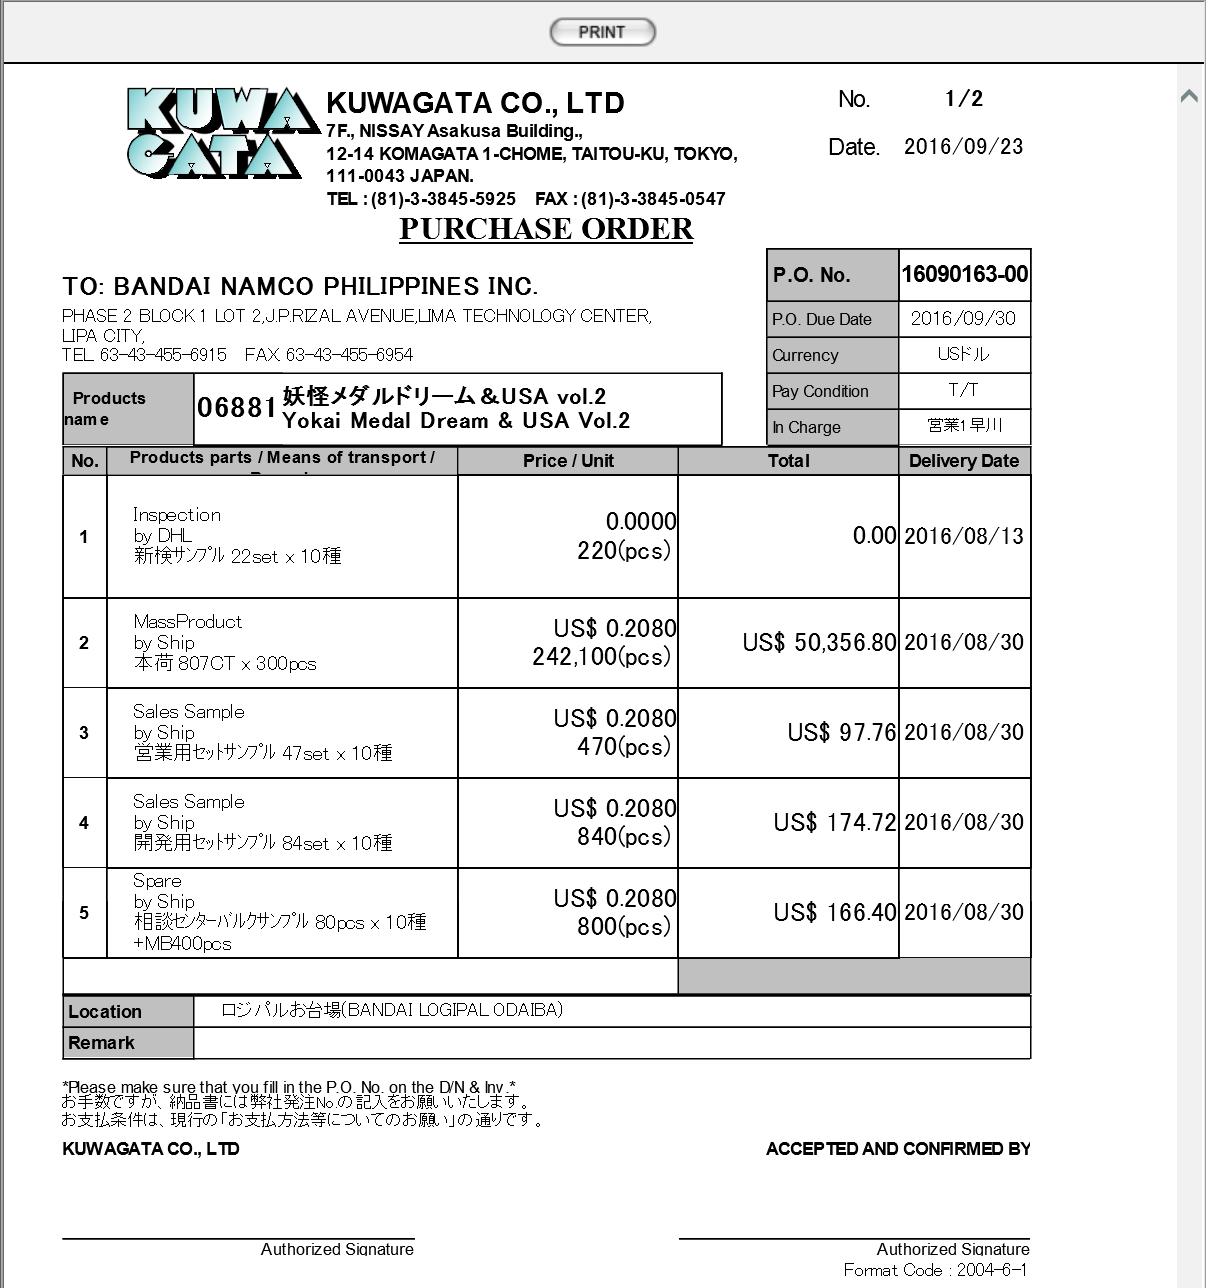 PRINT
KUWA
GATA
KUWAGATA CO., LTD
7F., NISSAY Asakusa Building.,
12-14 KOMAGATA 1-CHOME, TAITOU-KU, TOKYO,
111-0043 JAPAN.
TEL : (81)-3-3845-5925 FAX : (81)-3-3845-0547
No. 1/2
Date. 2016/09/23
PURCHASE ORDER
TO: BANDAI NAMCO PHILIPPINES INC.
PHASE 2 BLOCK 1 LOT 2,J.P.RIZAL AVENUE,LIMA TECHNOLOGY CENTER,
LIPA CITY,
TEL 63-43-455-6915 FAX 63-43-455-6954
P.O. No. 16090163-00
P.O. Due Date 2016/09/30
Currency USドル
Pay Condition T/T
In Charge 営業1早川
Products name 06881 妖怪メダルドリーム&USA vol.2
Yokai Medal Dream & USA Vol.2
No. Products parts / Means of transport / Price / Unit Total Delivery Date
1 Inspection
by DHL
新検サンプル 22set x 10種
0.0000
220(pcs)
0.00 2016/08/13
2 MassProduct
by Ship
本荷 807CT x 300pcs
US$ 0.2080
242,100(pcs)
US$ 50,356.80 2016/08/30
3 Sales Sample
by Ship
営業用セットサンプル 47set x 10種
US$ 0.2080
470(pcs)
US$ 97.76 2016/08/30
4 Sales Sample
by Ship
開発用セットサンプル 84set x 10種
US$ 0.2080
840(pcs)
US$ 174.72 2016/08/30
5 Spare
by Ship
相談センターバルクサンプル 80pcs x 10種
+MB400pcs
US$ 0.2080
800(pcs)
US$ 166.40 2016/08/30
Location ロジパルお台場(BANDAI LOGIPAL ODAIBA)
Remark
*Please make sure that you fill in the P.O. No. on the D/N & Inv.*
お手数ですが、納品書には弊社発注No.の記入をお願いいたします。
お支払条件は、現行の「お支払方法等についてのお願い」の通りです。
KUWAGATA CO., LTD ACCEPTED AND CONFIRMED BY
Authorized Signature Authorized Signature
Format Code : 2004-6-1